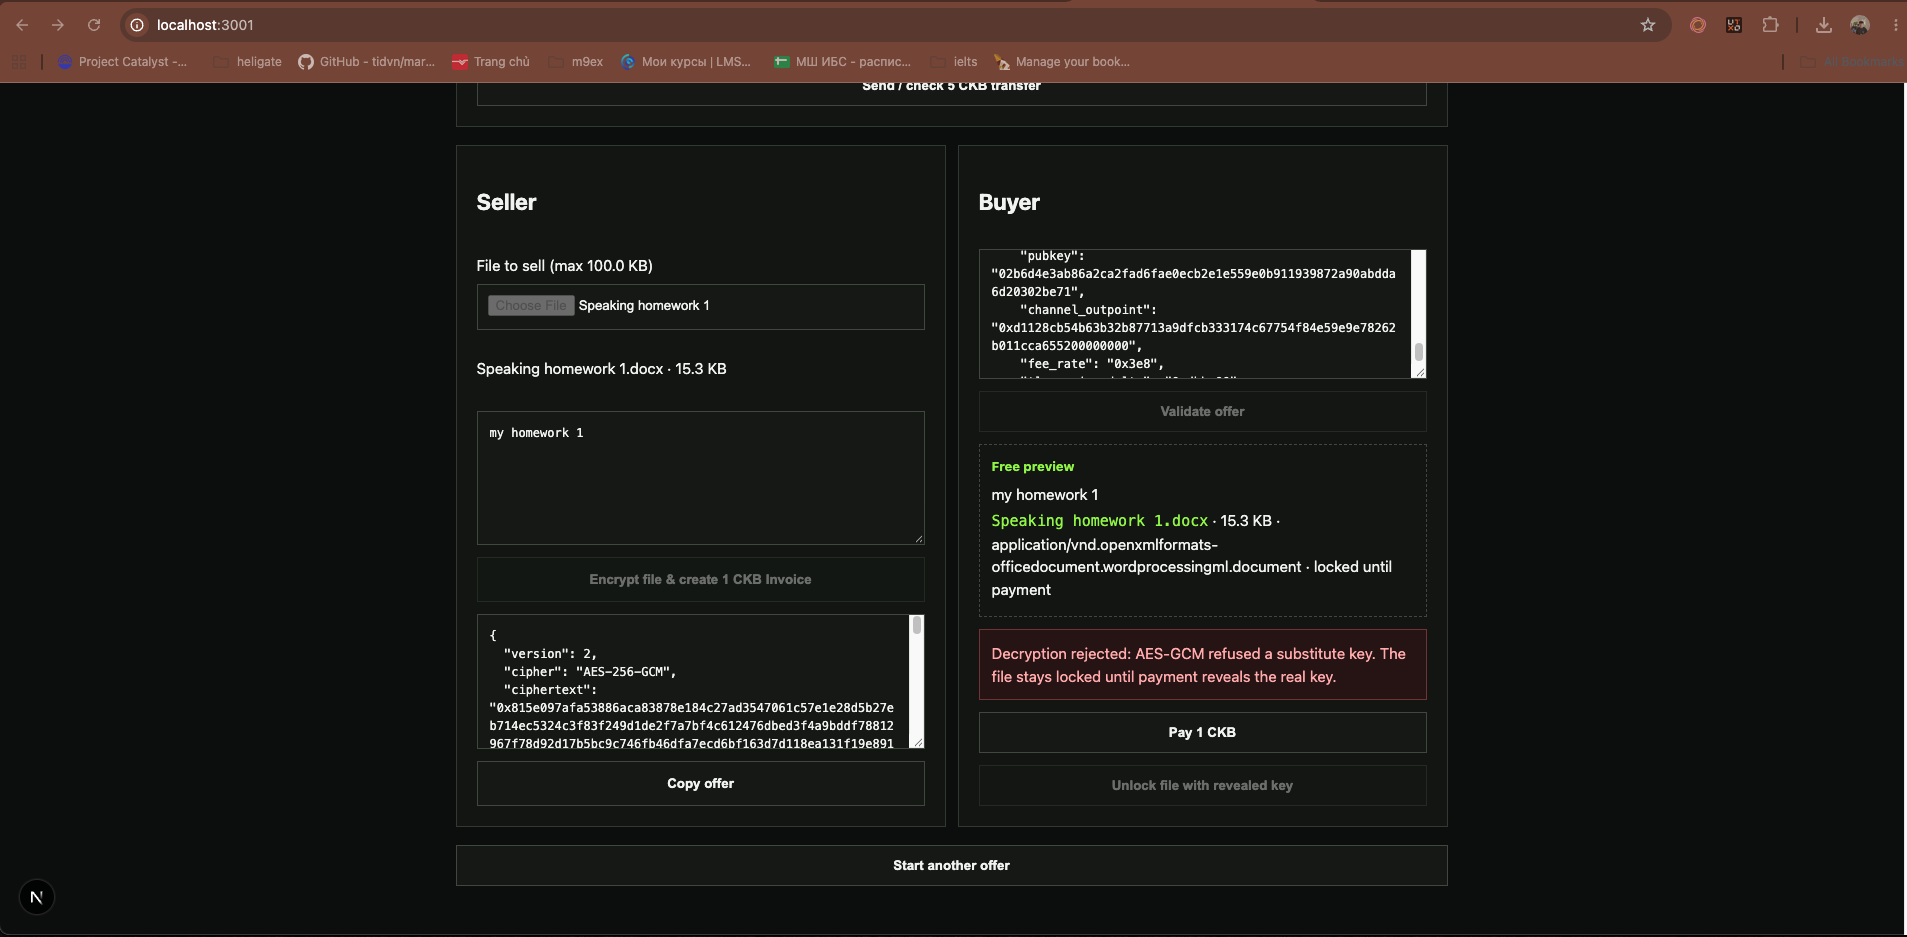 localhost:3001
Project Catalyst -...
heligate
GitHub - tidvn/mar...
Trang chủ
m9ex
Мои курсы | LMS...
МШ ИБС - распис...
ielts
Manage your book...
All Bookmarks
Send / check 5 CKB transfer
Seller
File to sell (max 100.0 KB)
Choose File Speaking homework 1
Speaking homework 1.docx · 15.3 KB
my homework 1
Encrypt file & create 1 CKB Invoice
{
"version": 2,
"cipher": "AES-256-GCM",
"ciphertext":
"0x815e097afa53886aca83878e184c27ad3547061c57e1e28d5b27e
b714ec5324c3f83f249d1de2f7a7bf4c612476dbed3f4a9bddf78812
967f78d92d17b5bc9c746fb46dfa7ecd6bf163d7d118ea131f19e891
Copy offer
Buyer
"pubkey":
"02b6d4e3ab86a2ca2fad6fae0ecb2e1e559e0b911939872a90abdda
6d20302be71",
"channel_outpoint":
"0xd1128cb54b63b32b87713a9dfcb333174c67754f84e59e9e78262
b011cca655200000000",
"fee_rate": "0x3e8",
Validate offer
Free preview
my homework 1
Speaking homework 1.docx · 15.3 KB ·
application/vnd.openxmlformats-
officedocument.wordprocessingml.document · locked until
payment
Decryption rejected: AES-GCM refused a substitute key. The
file stays locked until payment reveals the real key.
Pay 1 CKB
Unlock file with revealed key
Start another offer
N